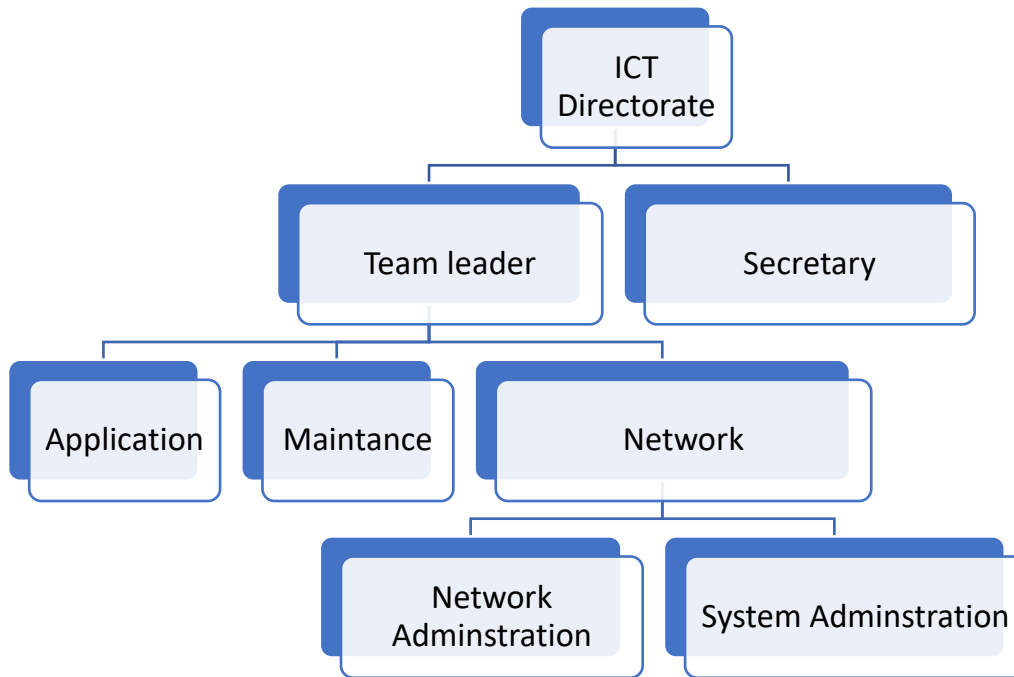 ICT
Directorate
Team leader
Secretary
Application
Maintance
Network
Network
Adminstration
System Adminstration